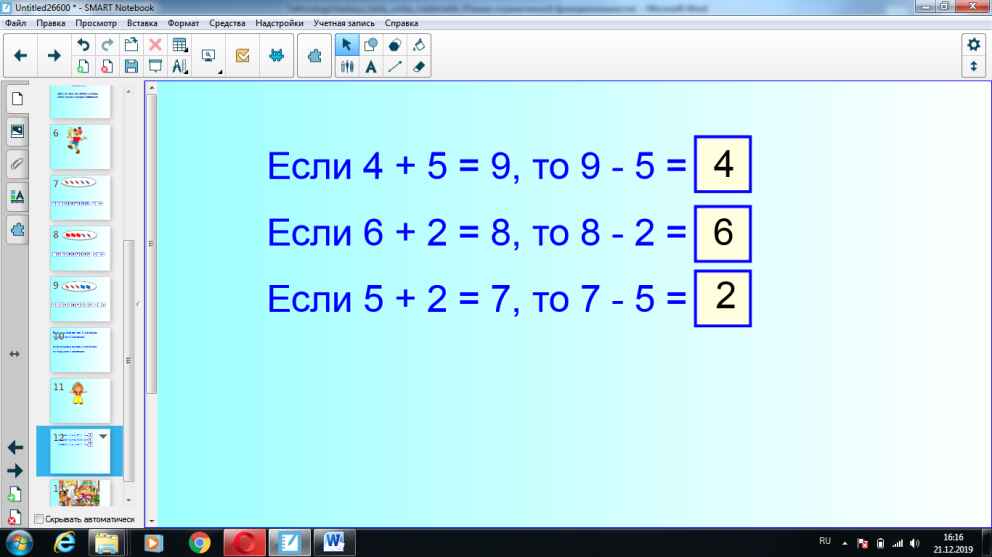 Untitled26600 * - SMART Notebook
Файл Правка Просмотр Вставка Формат Средства Надстройки Учетная запись Справка
6
7
8
9
10
11
12
1
Если 4 + 5 = 9, то 9 - 5 = 4
Если 6 + 2 = 8, то 8 - 2 = 6
Если 5 + 2 = 7, то 7 - 5 = 2
Скрывать автоматическ
RU
16:16
21.12.2019